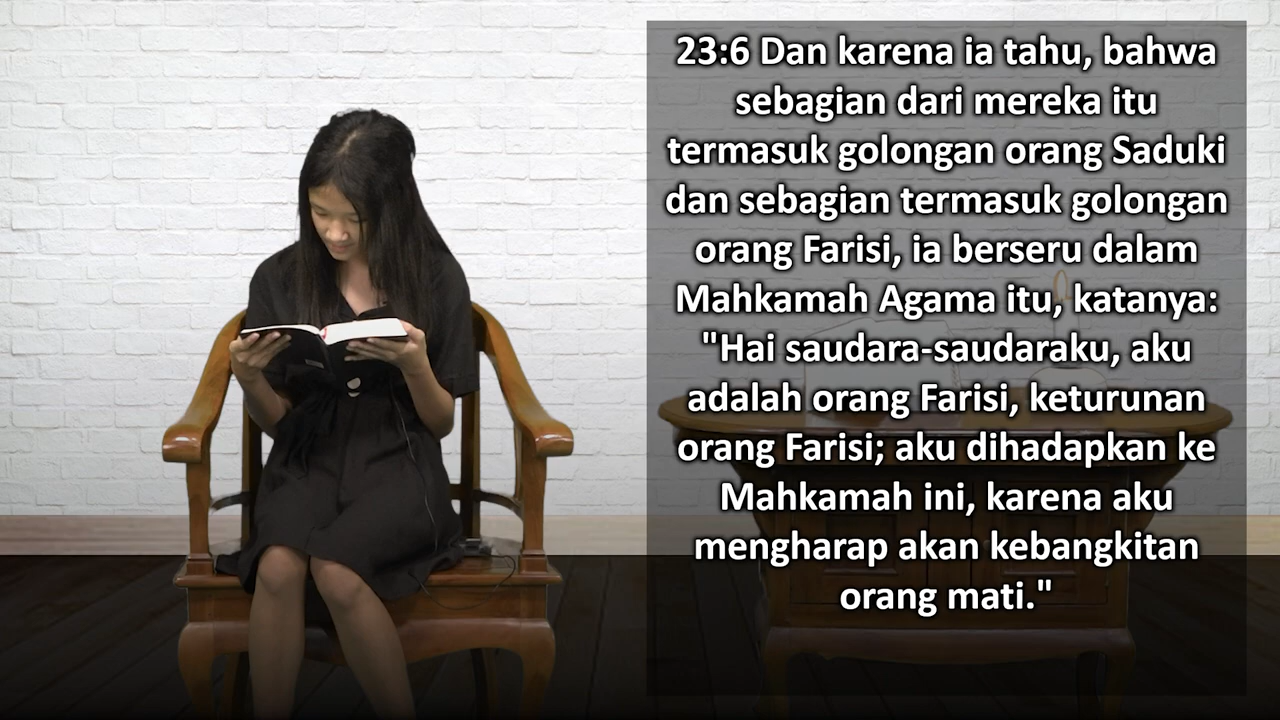 23:6 Dan karena ia tahu, bahwa
sebagian dari mereka itu
termasuk golongan orang Saduki
dan sebagian termasuk golongan
orang Farisi, ia berseru dalam
Mahkamah Agama itu, katanya:
"Hai saudara-saudaraku, aku
adalah orang Farisi, keturunan
orang Farisi; aku dihadapkan ke
Mahkamah ini, karena aku
mengharap akan kebangkitan
orang mati."